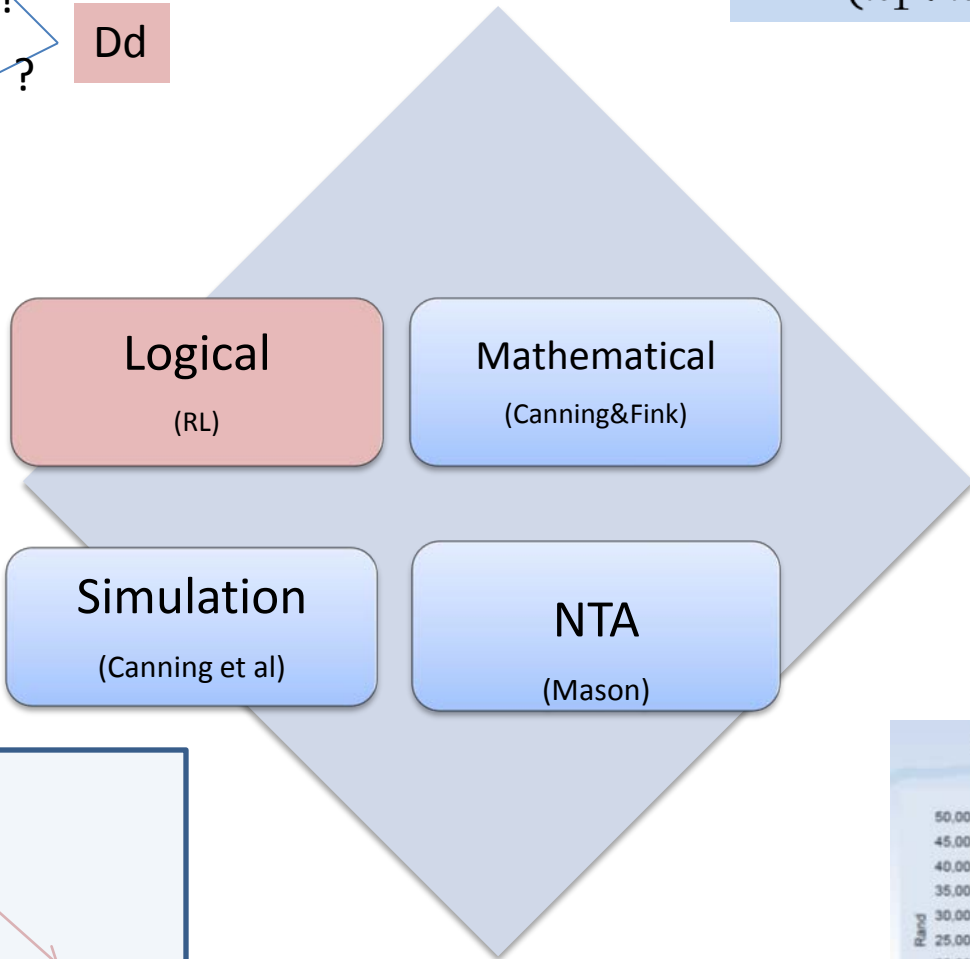 ?
Dd
?
Logical
(RL)
Mathematical
(Canning&Fink)
Simulation
(Canning et al)
NTA
(Mason)
50,00
45,00
40,00
35,00
30,00
25,00
Rand